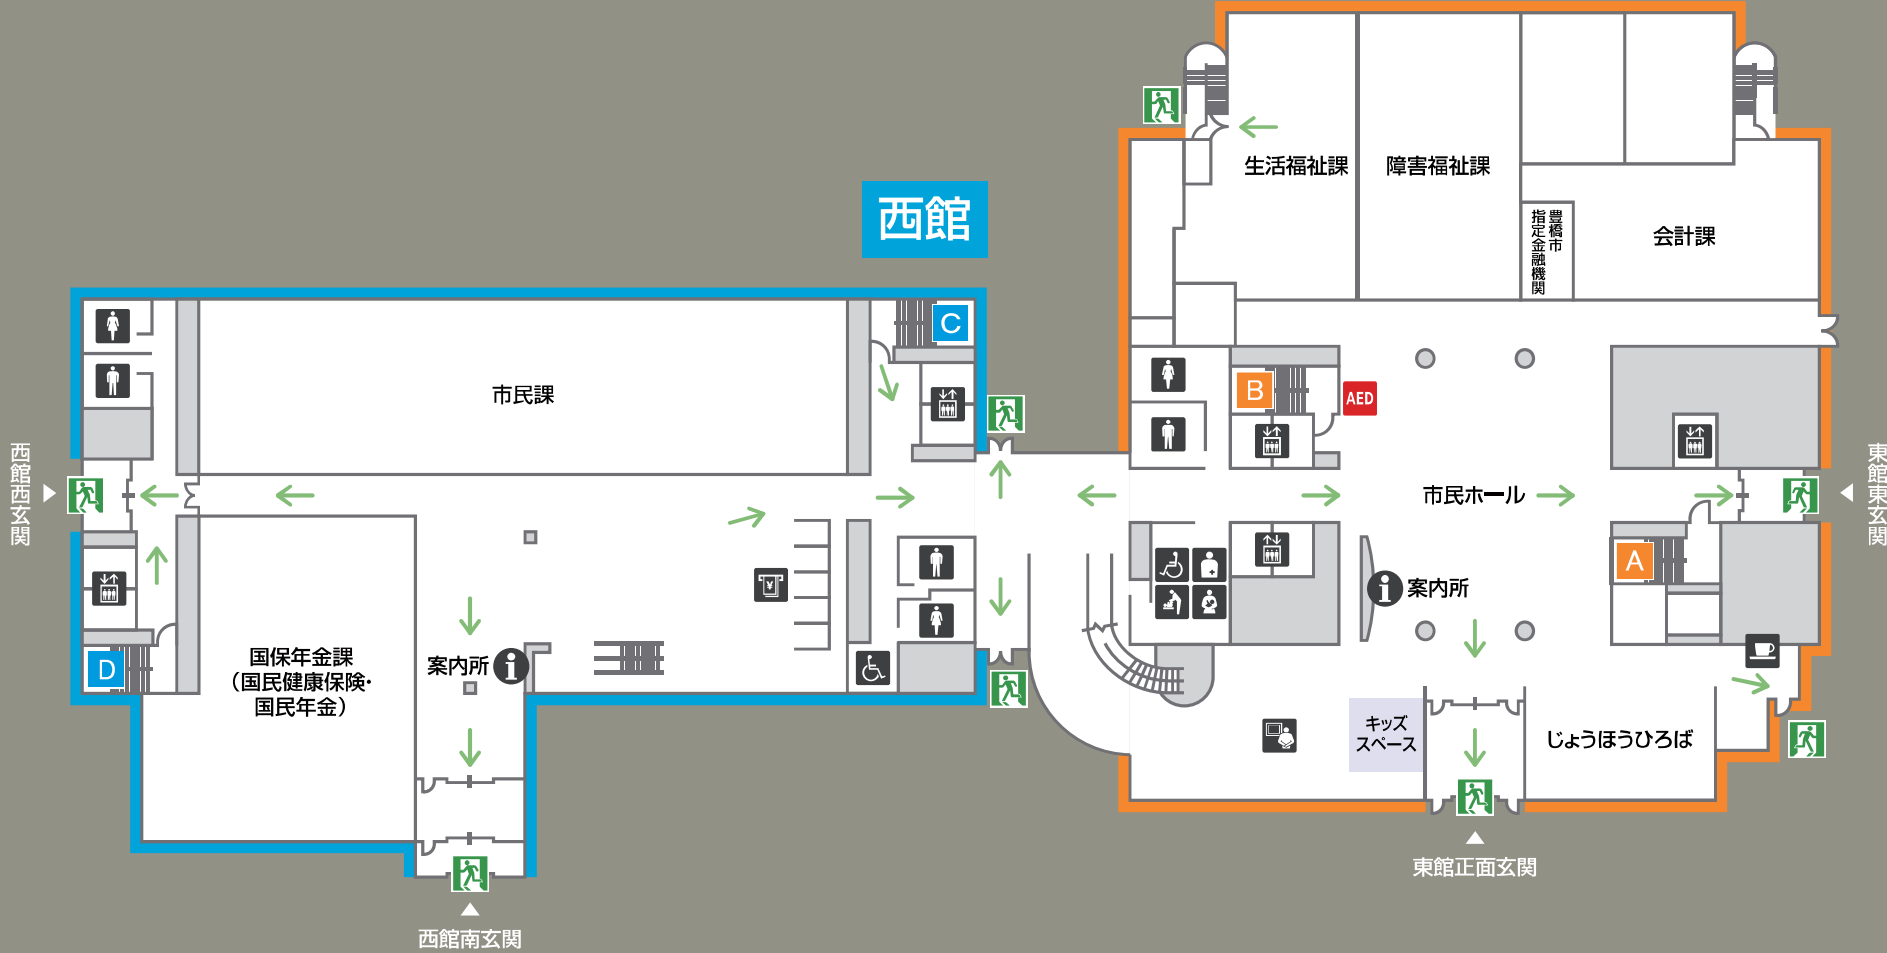 西館
生活福祉課
障害福祉課
豊橋市
指定金融機関
会計課
C
市民課
B
AED
西館西玄関
東館東玄関
市民ホール
A
¥
案内所
i
国保年金課
（国民健康保険・
国民年金）
案内所
i
D
キッズ
スペース
じょうほうひろば
東館正面玄関
西館南玄関